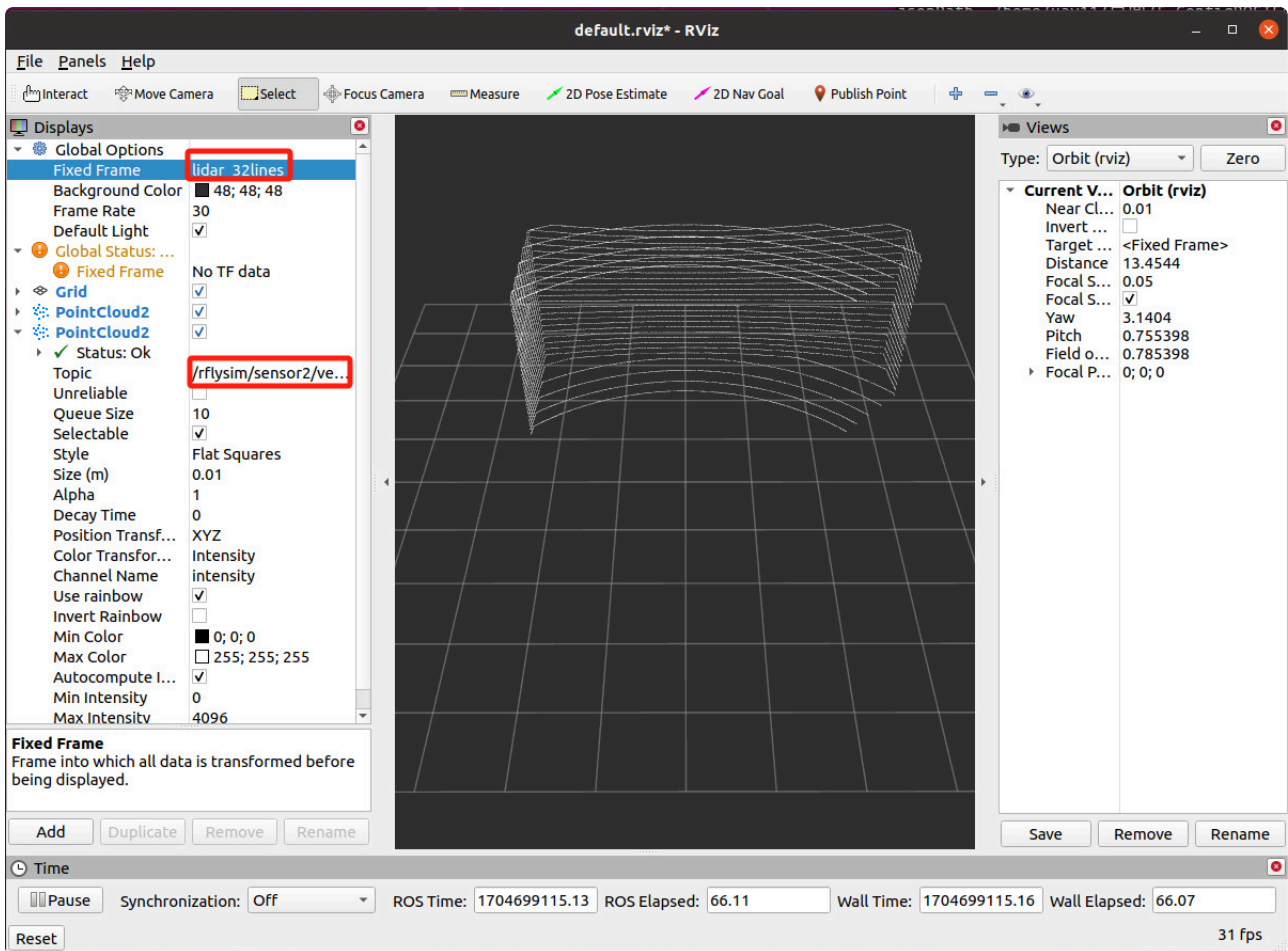 default.rviz* - RViz
File Panels Help
Interact Move Camera Select Focus Camera Measure 2D Pose Estimate 2D Nav Goal Publish Point
Displays
Global Options
Fixed Frame lidar_32lines
Background Color 48; 48; 48
Frame Rate 30
Default Light
Global Status: ...
Fixed Frame No TF data
Grid
PointCloud2
PointCloud2
Status: Ok
Topic /rflysim/sensor2/ve...
Unreliable
Queue Size 10
Selectable
Style Flat Squares
Size (m) 0.01
Alpha 1
Decay Time 0
Position Transf... XYZ
Color Transfor... Intensity
Channel Name intensity
Use rainbow
Invert Rainbow
Min Color 0; 0; 0
Max Color 255; 255; 255
Autocompute I...
Min Intensity 0
Max Intensity 4096
Fixed Frame
Frame into which all data is transformed before
being displayed.
Add Duplicate Remove Rename
Views
Type: Orbit (rviz) Zero
Current V... Orbit (rviz)
Near Cl... 0.01
Invert ...
Target ... <Fixed Frame>
Distance 13.4544
Focal S... 0.05
Focal S...
Yaw 3.1404
Pitch 0.755398
Field o... 0.785398
Focal P... 0; 0; 0
Save Remove Rename
Time
Pause Synchronization: Off ROS Time: 1704699115.13 ROS Elapsed: 66.11 Wall Time: 1704699115.16 Wall Elapsed: 66.07
Reset 31 fps